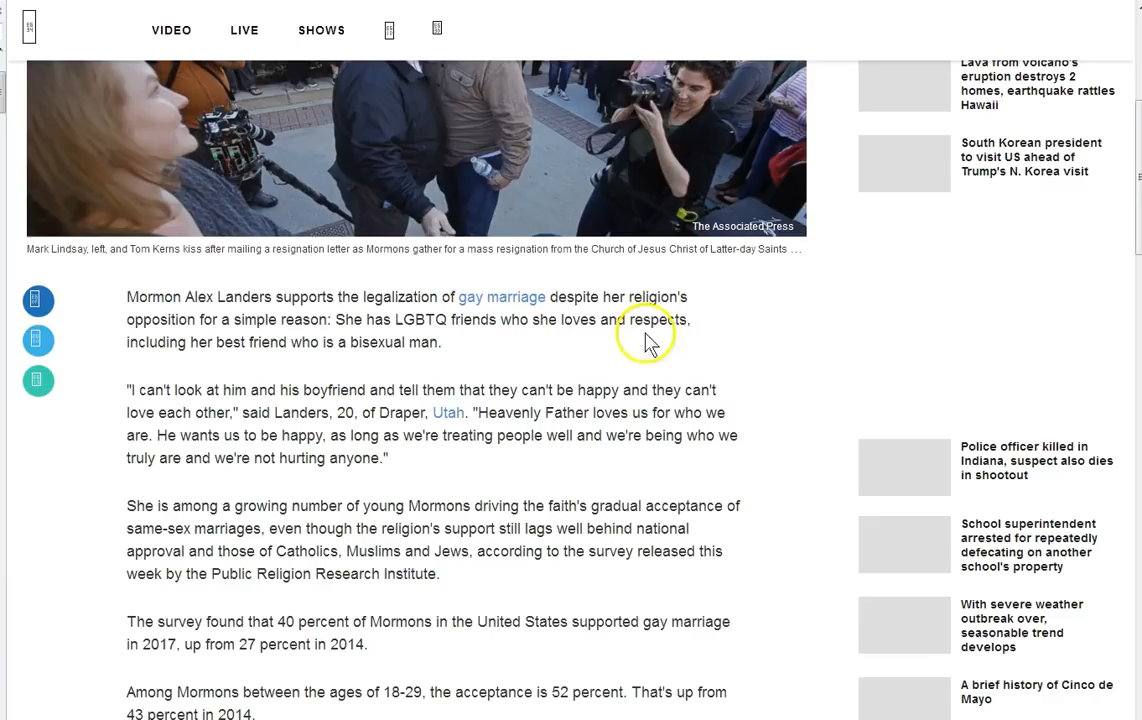 VIDEO LIVE SHOWS
The Associated Press
Mark Lindsay, left, and Tom Kerns kiss after mailing a resignation letter as Mormons gather for a mass resignation from the Church of Jesus Christ of Latter-day Saints ...
Mormon Alex Landers supports the legalization of gay marriage despite her religion's
opposition for a simple reason: She has LGBTQ friends who she loves and respects,
including her best friend who is a bisexual man.
"I can't look at him and his boyfriend and tell them that they can't be happy and they can't
love each other," said Landers, 20, of Draper, Utah. "Heavenly Father loves us for who we
are. He wants us to be happy, as long as we're treating people well and we're being who we
truly are and we're not hurting anyone."
She is among a growing number of young Mormons driving the faith's gradual acceptance of
same-sex marriages, even though the religion's support still lags well behind national
approval and those of Catholics, Muslims and Jews, according to the survey released this
week by the Public Religion Research Institute.
The survey found that 40 percent of Mormons in the United States supported gay marriage
in 2017, up from 27 percent in 2014.
Among Mormons between the ages of 18-29, the acceptance is 52 percent. That's up from
43 percent in 2014.
Lava from volcano's
eruption destroys 2
homes, earthquake rattles
Hawaii
South Korean president
to visit US ahead of
Trump's N. Korea visit
Police officer killed in
Indiana, suspect also dies
in shootout
School superintendent
arrested for repeatedly
defecating on another
school's property
With severe weather
outbreak over,
seasonable trend
develops
A brief history of Cinco de
Mayo